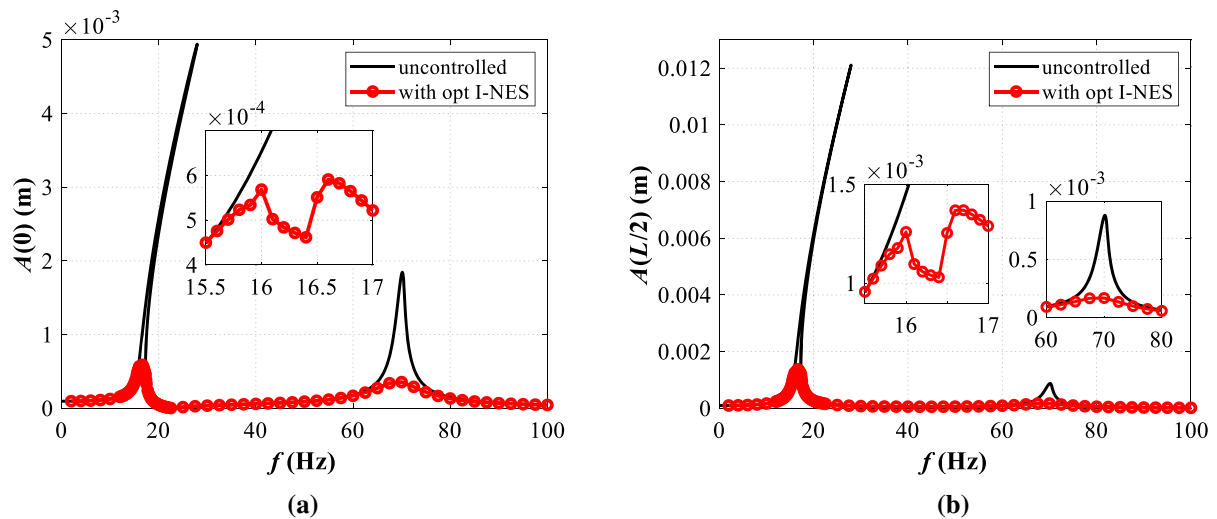 ×10⁻³
5
4
3
2
1
0
A(0) (m)
uncontrolled
with opt I-NES
×10⁻⁴
6
5
4
15.5 16 16.5 17
0 20 40 60 80 100
f (Hz)
(a)
0.012
0.01
0.008
0.006
0.004
0.002
0
A(L/2) (m)
uncontrolled
with opt I-NES
1.5 ×10⁻³
1
16 17
×10⁻³
1
0.5
0
60 70 80
0 20 40 60 80 100
f (Hz)
(b)